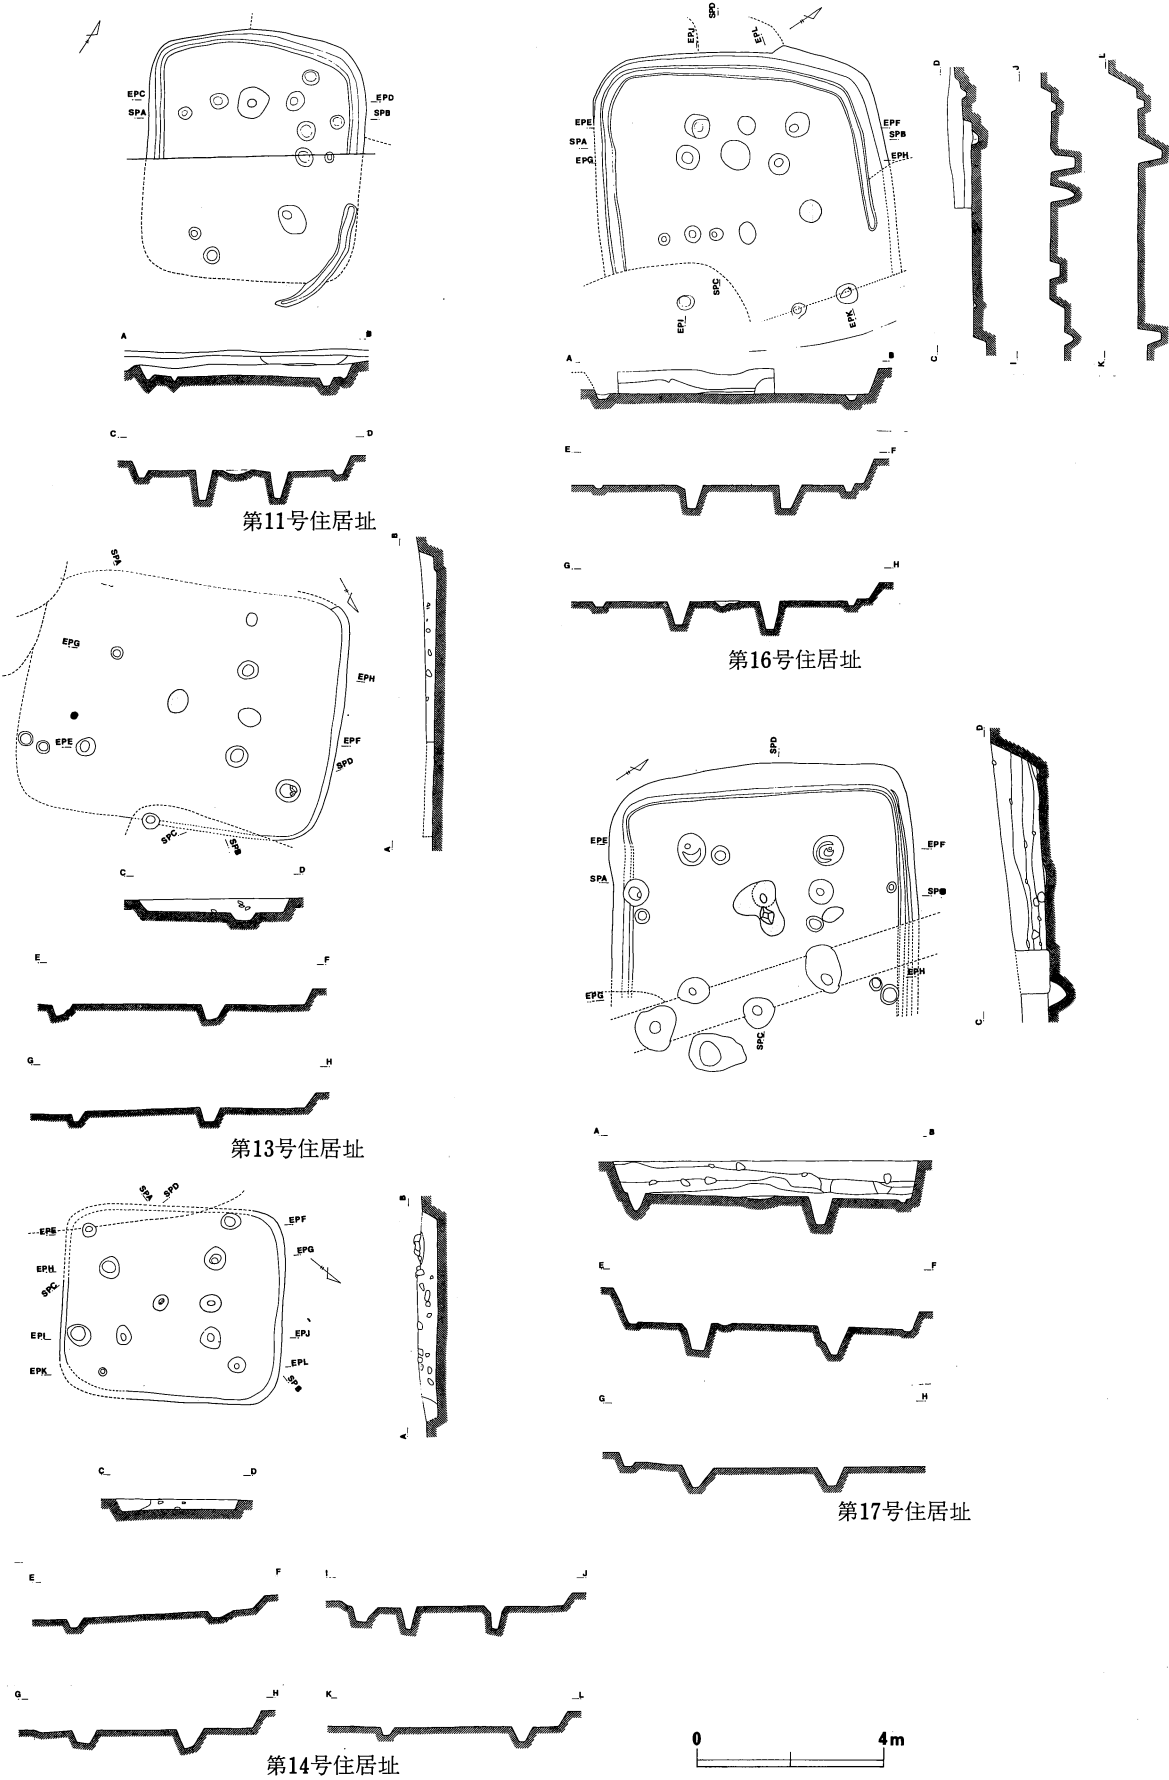 EPC
SPA
EPD
SPB
A
B
C
D
第11号住居址
SPD
EPJ
EPL
EPE
SPA
EPG
EPF
SPB
EPH
SPC
EPI
EPK
D
C
J
I
L
K
A
B
E
F
G
H
第16号住居址
SPA
EPG
EPH
EPE
EPF
SPD
SPC
SPB
B
A
C
D
E
F
G
H
第13号住居址
SPD
EPE
EPF
SPA
SPB
EPH
EPG
SPC
D
C
A
B
E
F
G
H
第17号住居址
SPA
SPD
EPE
EPF
EPH
EPG
SPC
EPI
EPJ
EPK
EPL
SPB
B
A
C
D
E
F
I
J
G
H
K
L
第14号住居址
0 4m